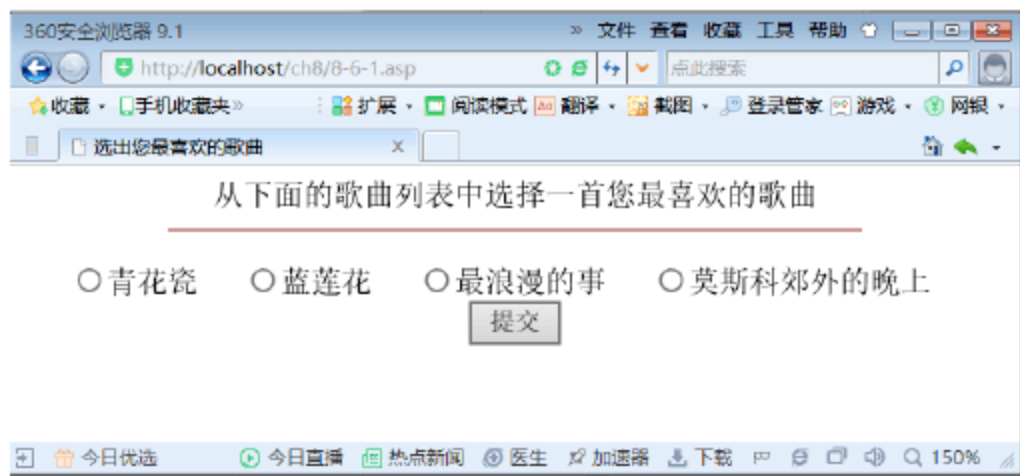 360安全浏览器 9.1 » 文件 查看 收藏 工具 帮助
http://localhost/ch8/8-6-1.asp 点此搜索
收藏 手机收藏夹» 扩展 阅读模式 翻译 截图 登录管家 游戏 网银
选出您最喜欢的歌曲 x
从下面的歌曲列表中选择一首您最喜欢的歌曲
青花瓷 蓝莲花 最浪漫的事 莫斯科郊外的晚上
提交
今日优选 今日直播 热点新闻 医生 加速器 下载 150%